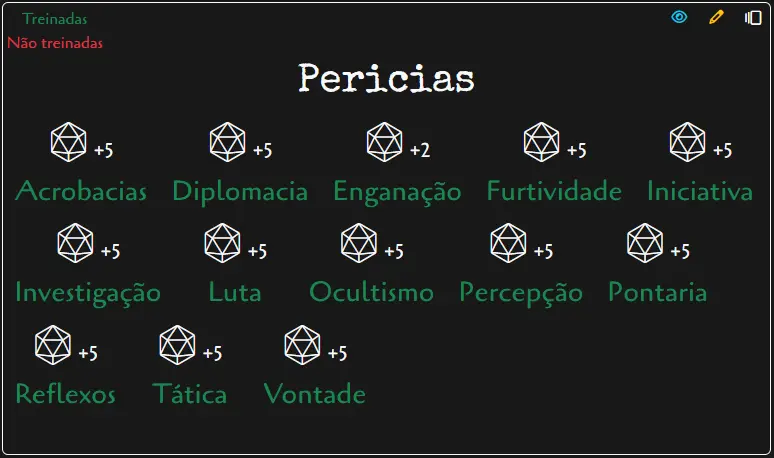 Treinadas
Não treinadas
Pericias
+5 +5 +2 +5 +5
Acrobacias Diplomacia Enganação Furtividade Iniciativa
+5 +5 +5 +5 +5
Investigação Luta Ocultismo Percepção Pontaria
+5 +5 +5
Reflexos Tática Vontade